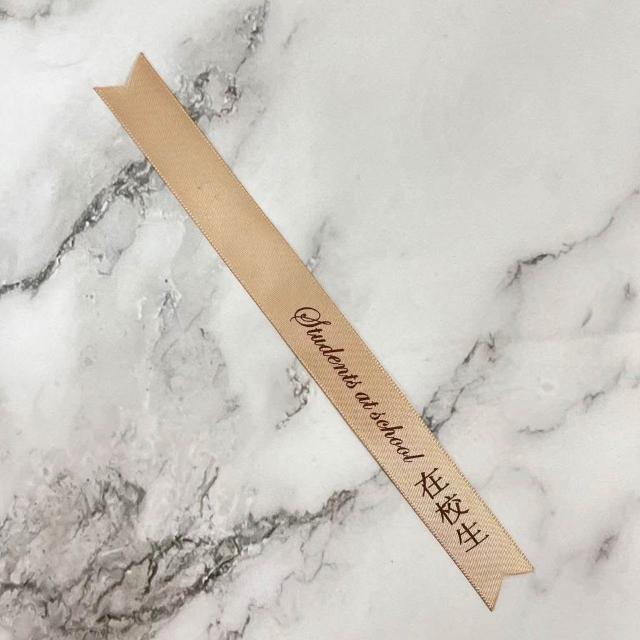 Students at school 在校生